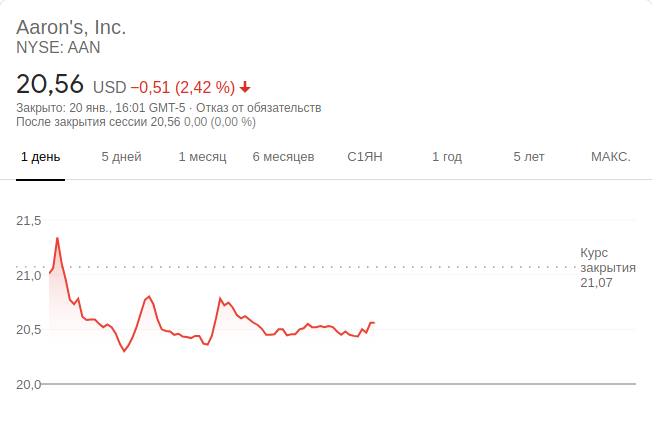 Aaron's, Inc.
NYSE: AAN
20,56 USD −0,51 (2,42 %)
Закрыто: 20 янв., 16:01 GMT-5 · Отказ от обязательств
После закрытия сессии 20,56 0,00 (0,00 %)
1 день 5 дней 1 месяц 6 месяцев С1ЯН 1 год 5 лет МАКС.
21,5
Курс
закрытия
21,07
21,0
20,5
20,0